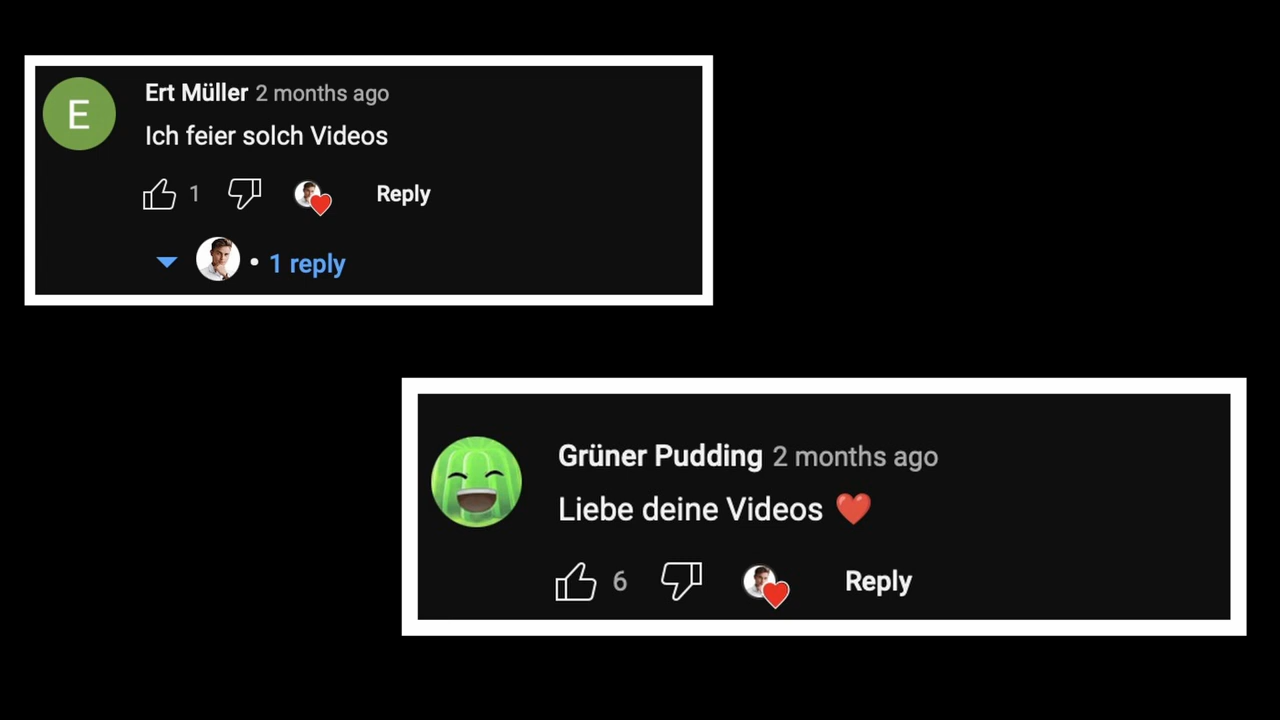 E
Ert Müller 2 months ago
Ich feier solch Videos
1
Reply
• 1 reply
Grüner Pudding 2 months ago
Liebe deine Videos ❤️
6
Reply